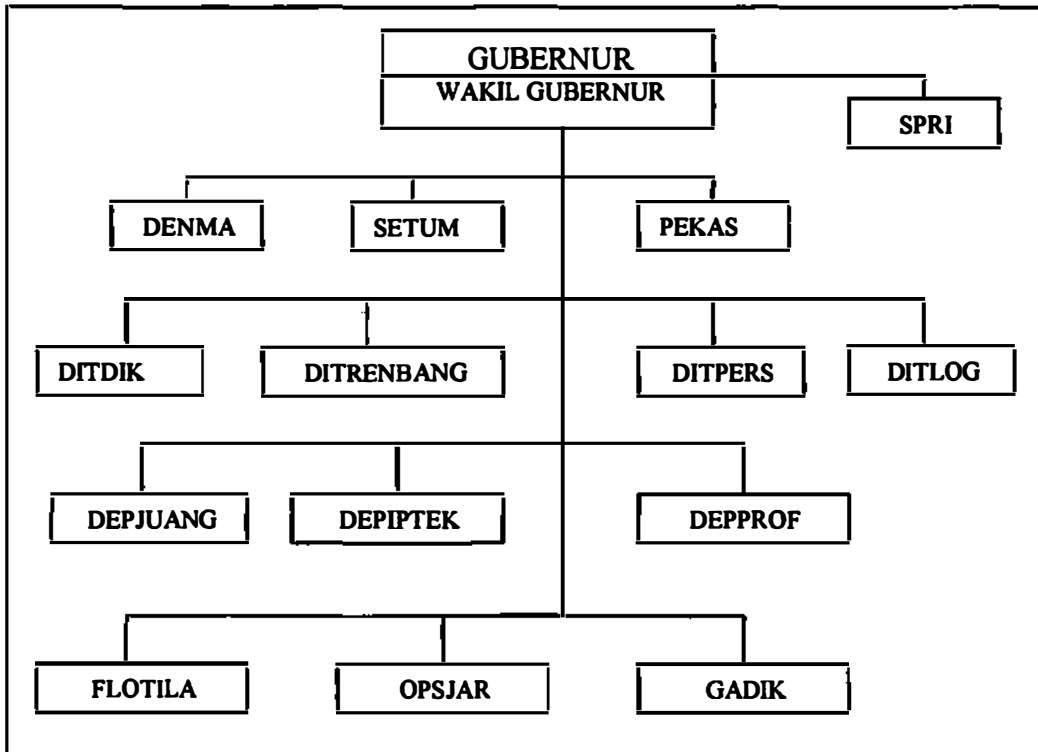 GUBERNUR
WAKIL GUBERNUR
SPRI
DENMA
SETUM
PEKAS
DITDIK
DITRENBANG
DITPERS
DITLOG
DEPJUANG
DEPIPTEK
DEPPROF
FLOTILA
OPSJAR
GADIK